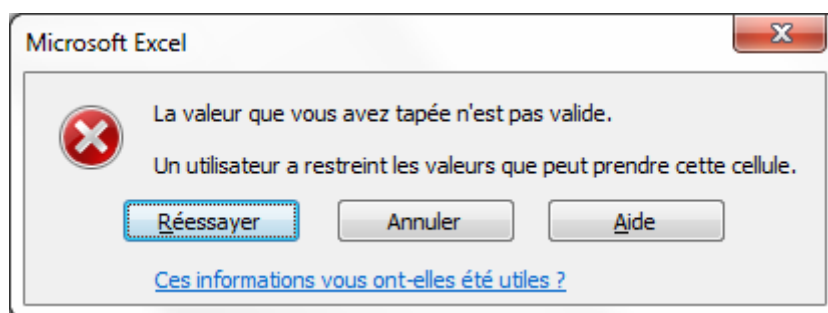 Microsoft Excel
La valeur que vous avez tapée n'est pas valide.
Un utilisateur a restreint les valeurs que peut prendre cette cellule.
Réessayer Annuler Aide
Ces informations vous ont-elles été utiles ?